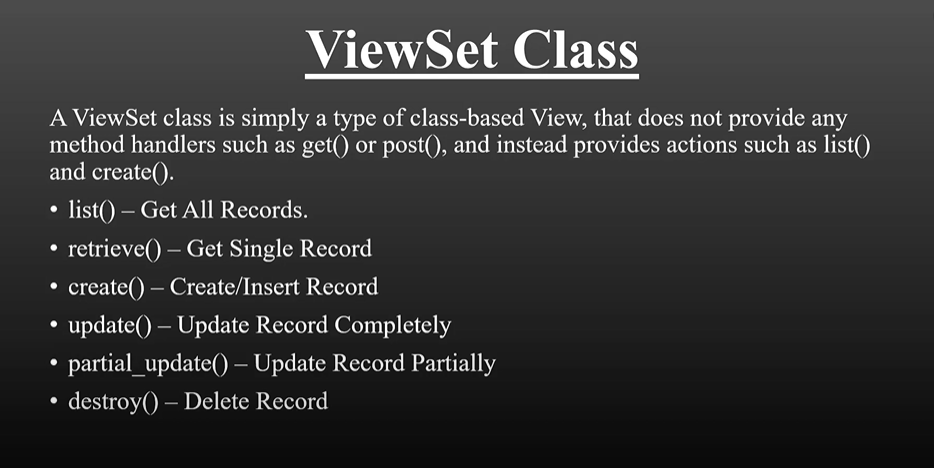 ViewSet Class
A ViewSet class is simply a type of class-based View, that does not provide any
method handlers such as get() or post(), and instead provides actions such as list()
and create().
• list() – Get All Records.
• retrieve() – Get Single Record
• create() – Create/Insert Record
• update() – Update Record Completely
• partial_update() – Update Record Partially
• destroy() – Delete Record